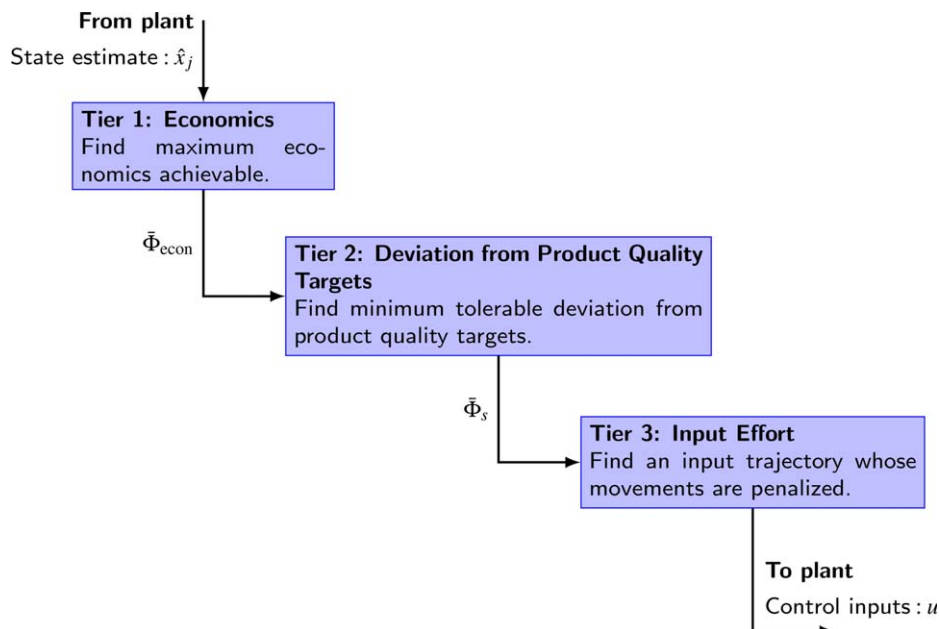 From plant
State estimate : x̂_j
Tier 1: Economics
Find maximum eco-
nomics achievable.
Φ̄_econ
Tier 2: Deviation from Product Quality
Targets
Find minimum tolerable deviation from
product quality targets.
Φ̄_s
Tier 3: Input Effort
Find an input trajectory whose
movements are penalized.
To plant
Control inputs : u